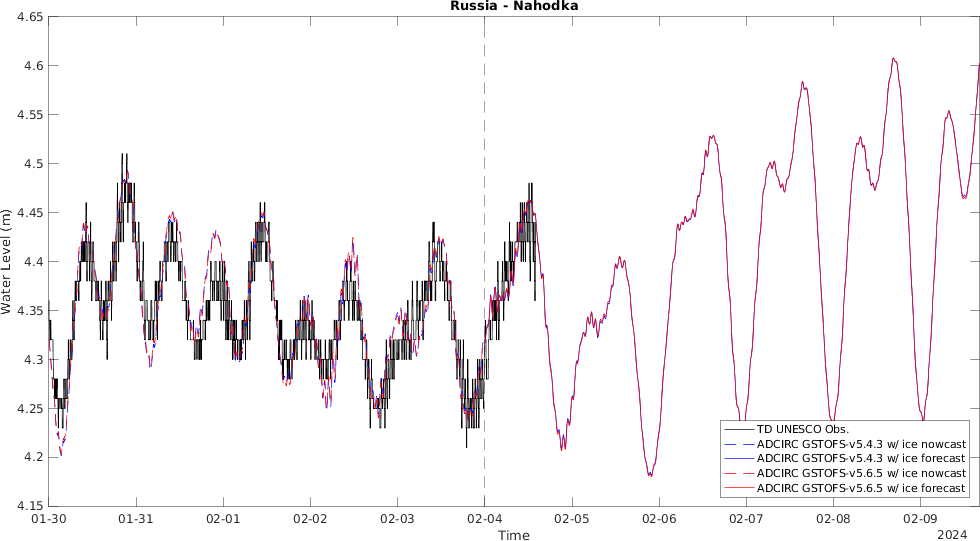 Russia - Nahodka
Water Level (m)
4.65
4.6
4.55
4.5
4.45
4.4
4.35
4.3
4.25
4.2
4.15
TD UNESCO Obs.
ADCIRC GSTOFS-v5.4.3 w/ ice nowcast
ADCIRC GSTOFS-v5.4.3 w/ ice forecast
ADCIRC GSTOFS-v5.6.5 w/ ice nowcast
ADCIRC GSTOFS-v5.6.5 w/ ice forecast
01-30 01-31 02-01 02-02 02-03 02-04 02-05 02-06 02-07 02-08 02-09
Time
2024